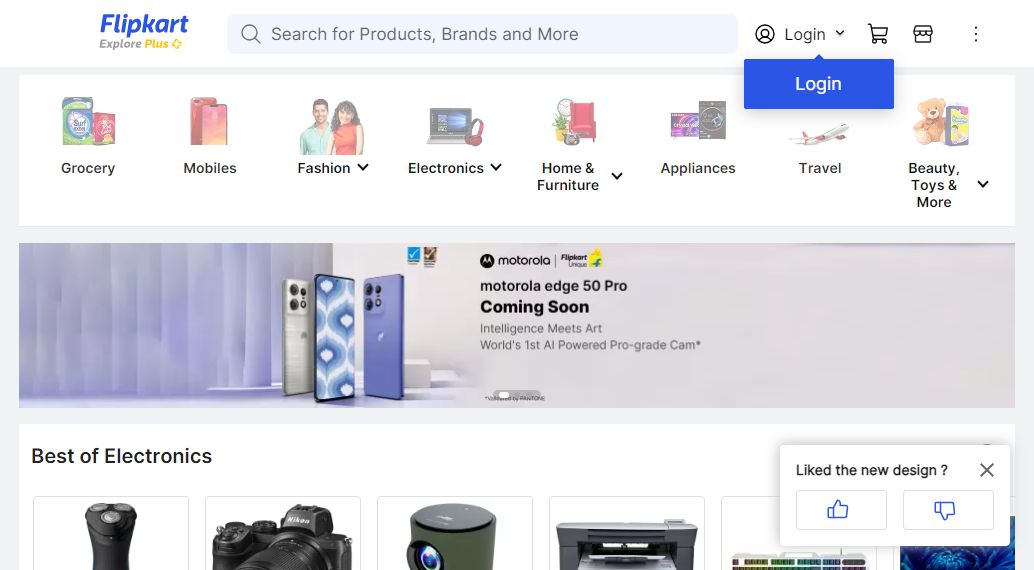 Flipkart
Explore Plus
Search for Products, Brands and More
Login
Login
Grocery
Mobiles
Fashion
Electronics
Home &
Furniture
Appliances
Travel
Beauty,
Toys &
More
motorola | Flipkart
Unique
motorola edge 50 Pro
Coming Soon
Intelligence Meets Art
World's 1st AI Powered Pro-grade Cam*
*Validated by PANTONE
Best of Electronics
Liked the new design ?
Nikon